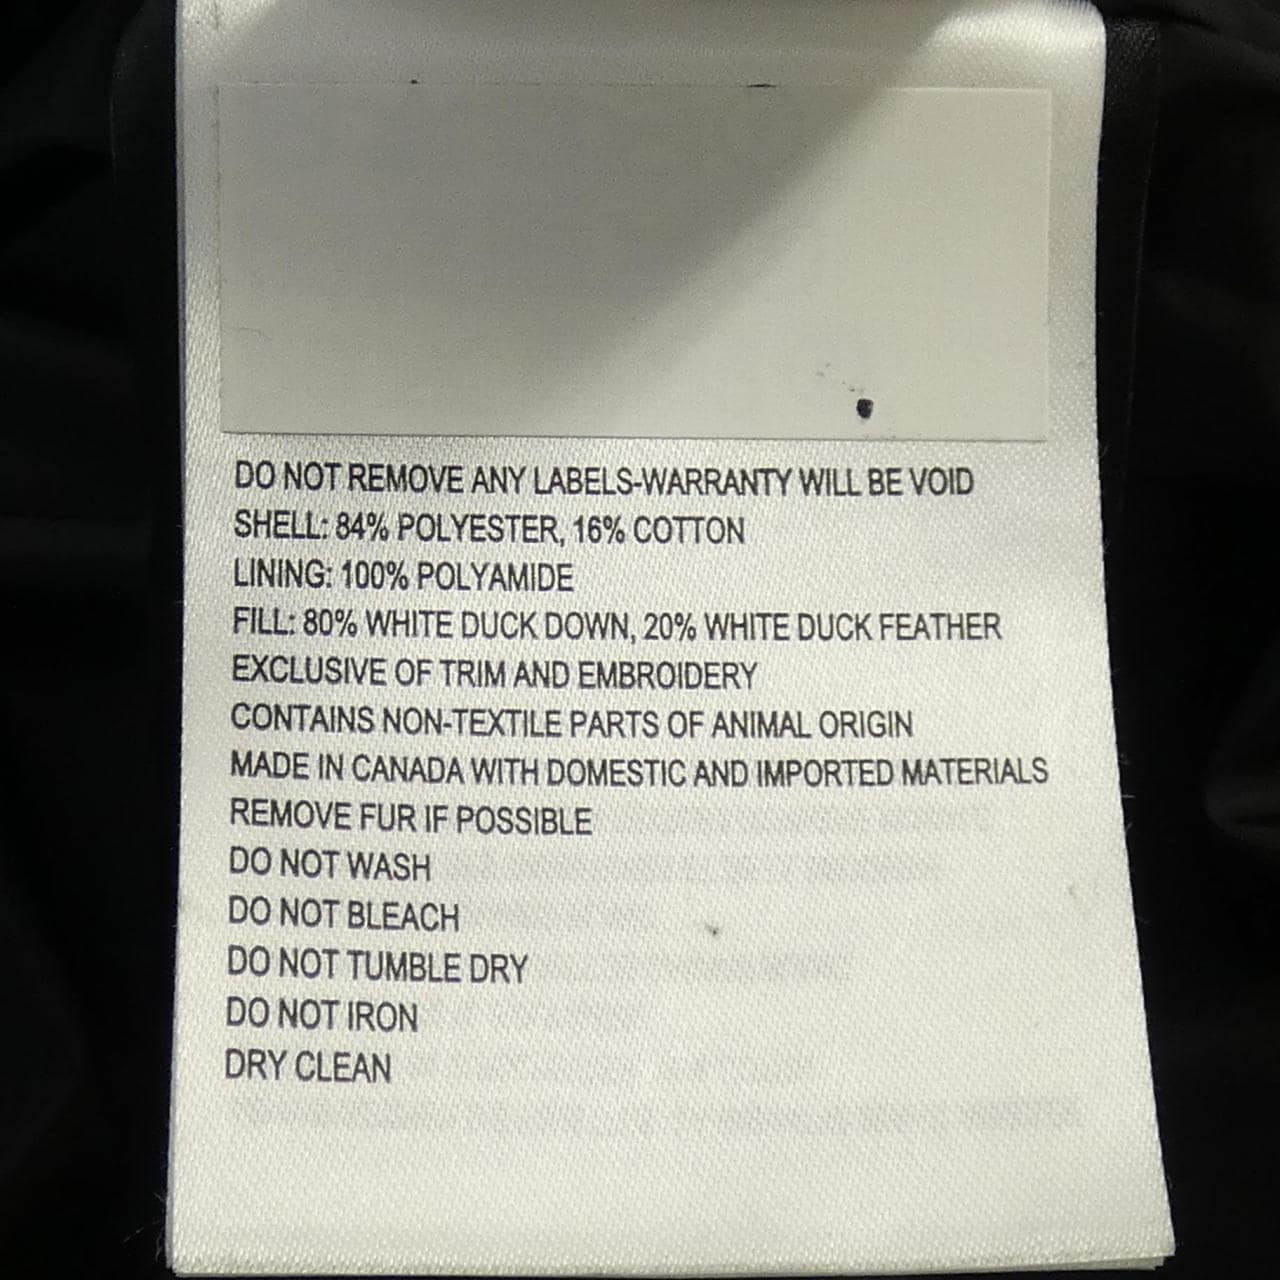 DO NOT REMOVE ANY LABELS-WARRANTY WILL BE VOID
SHELL: 84% POLYESTER, 16% COTTON
LINING: 100% POLYAMIDE
FILL: 80% WHITE DUCK DOWN, 20% WHITE DUCK FEATHER
EXCLUSIVE OF TRIM AND EMBROIDERY
CONTAINS NON-TEXTILE PARTS OF ANIMAL ORIGIN
MADE IN CANADA WITH DOMESTIC AND IMPORTED MATERIALS
REMOVE FUR IF POSSIBLE
DO NOT WASH
DO NOT BLEACH
DO NOT TUMBLE DRY
DO NOT IRON
DRY CLEAN